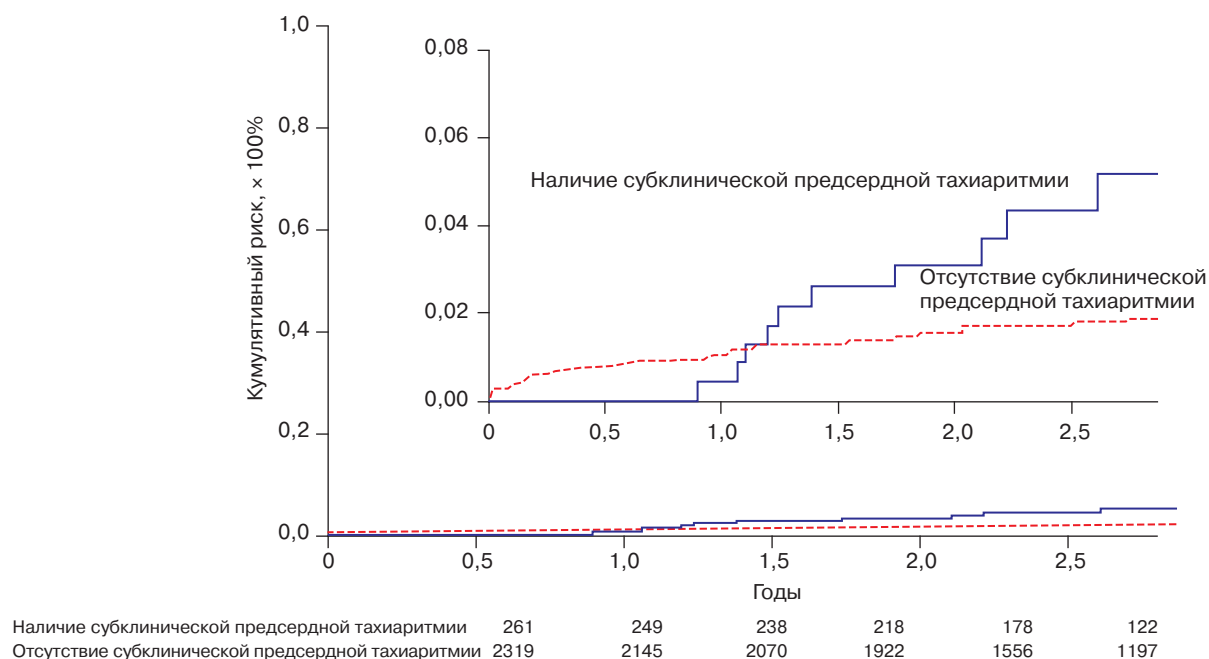 Кумулятивный риск, × 100%
1,0
0,8
0,6
0,4
0,2
0,0
0,08
0,06
0,04
0,02
0,00
Наличие субклинической предсердной тахиаритмии
Отсутствие субклинической
предсердной тахиаритмии
0 0,5 1,0 1,5 2,0 2,5
0 0,5 1,0 1,5 2,0 2,5
Годы
Наличие субклинической предсердной тахиаритмии 261 249 238 218 178 122
Отсутствие субклинической предсердной тахиаритмии 2319 2145 2070 1922 1556 1197